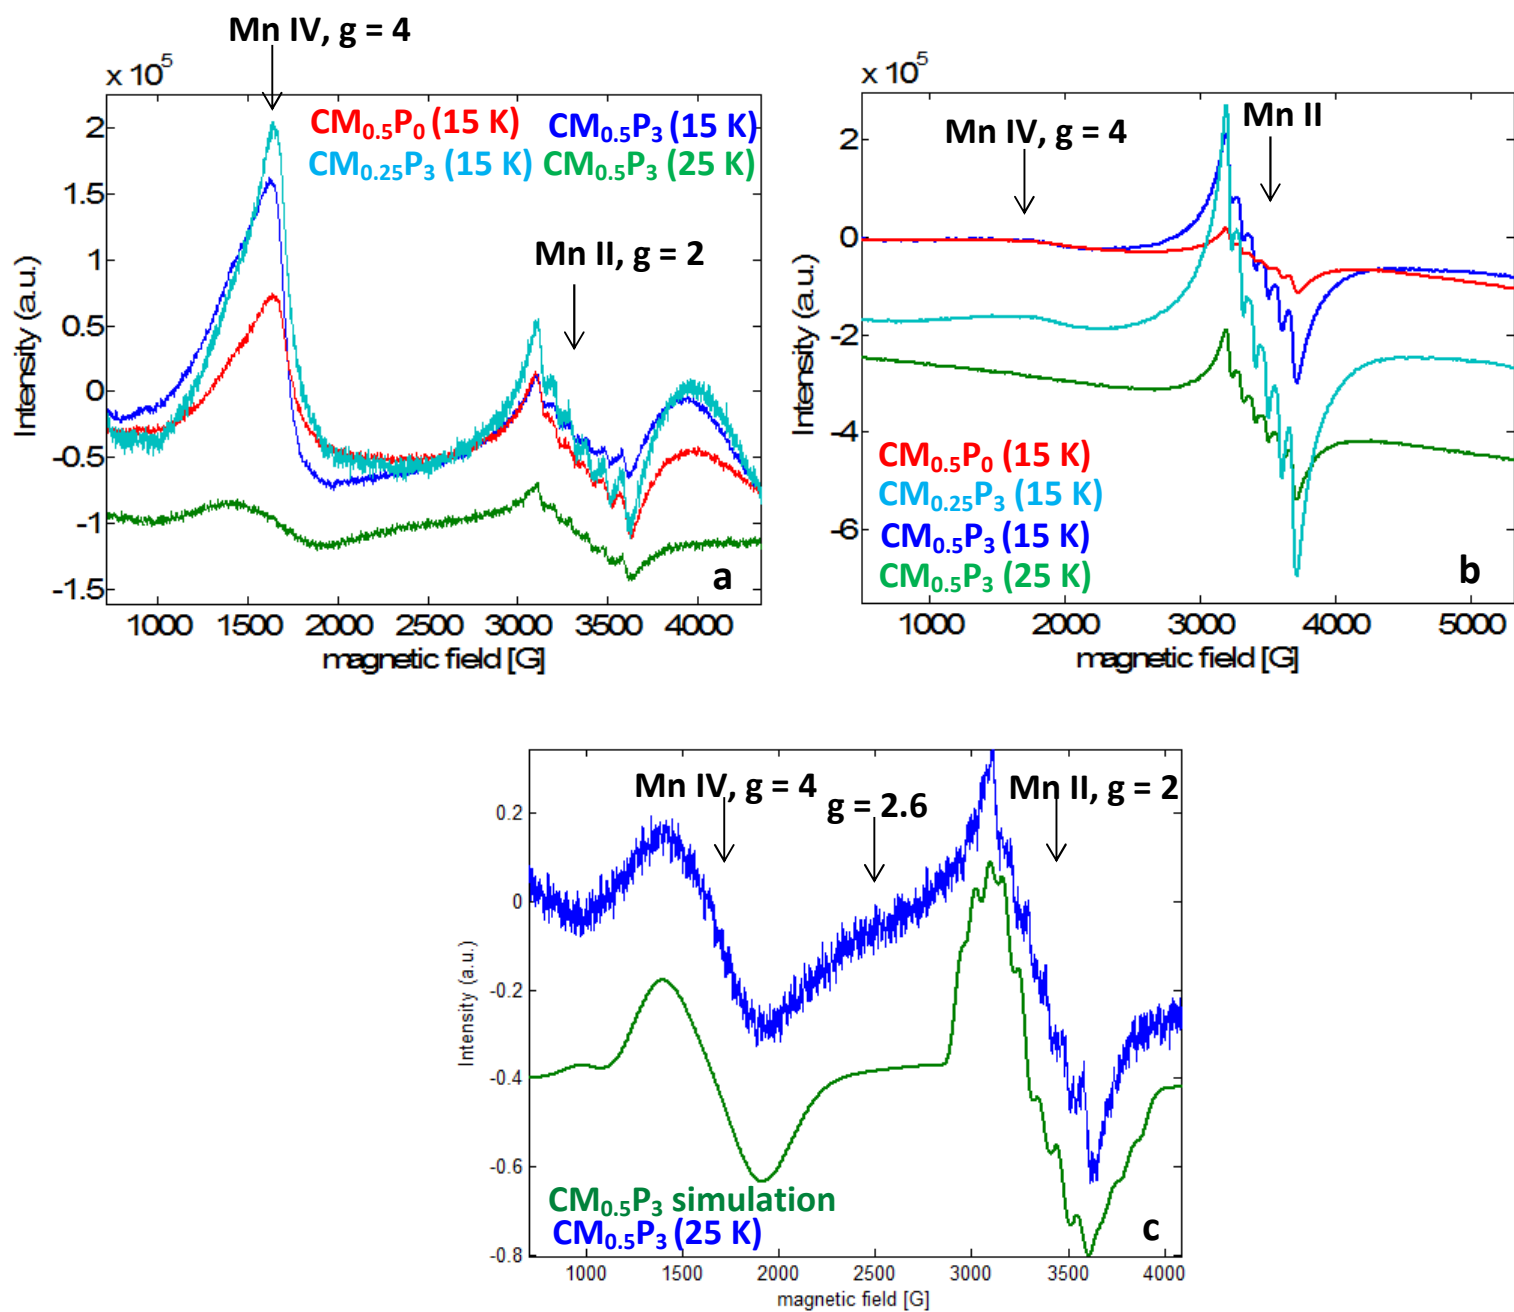 Mn IV, g = 4
x 10⁵
CM₀.₅P₀ (15 K) CM₀.₅P₃ (15 K)
CM₀.₂₅P₃ (15 K) CM₀.₅P₃ (25 K)
Mn II, g = 2
2
1.5
1
0.5
0
-0.5
-1
-1.5
Intensity (a.u.)
a
1000 1500 2000 2500 3000 3500 4000
magnetic field [G]
x 10⁵
Mn IV, g = 4
Mn II
2
0
-2
-4
-6
Intensity (a.u.)
CM₀.₅P₀ (15 K)
CM₀.₂₅P₃ (15 K)
CM₀.₅P₃ (15 K)
CM₀.₅P₃ (25 K)
b
1000 2000 3000 4000 5000
magnetic field [G]
Mn IV, g = 4
g = 2.6
Mn II, g = 2
0.2
0
-0.2
-0.4
-0.6
-0.8
Intensity (a.u.)
CM₀.₅P₃ simulation
CM₀.₅P₃ (25 K)
c
1000 1500 2000 2500 3000 3500 4000
magnetic field [G]